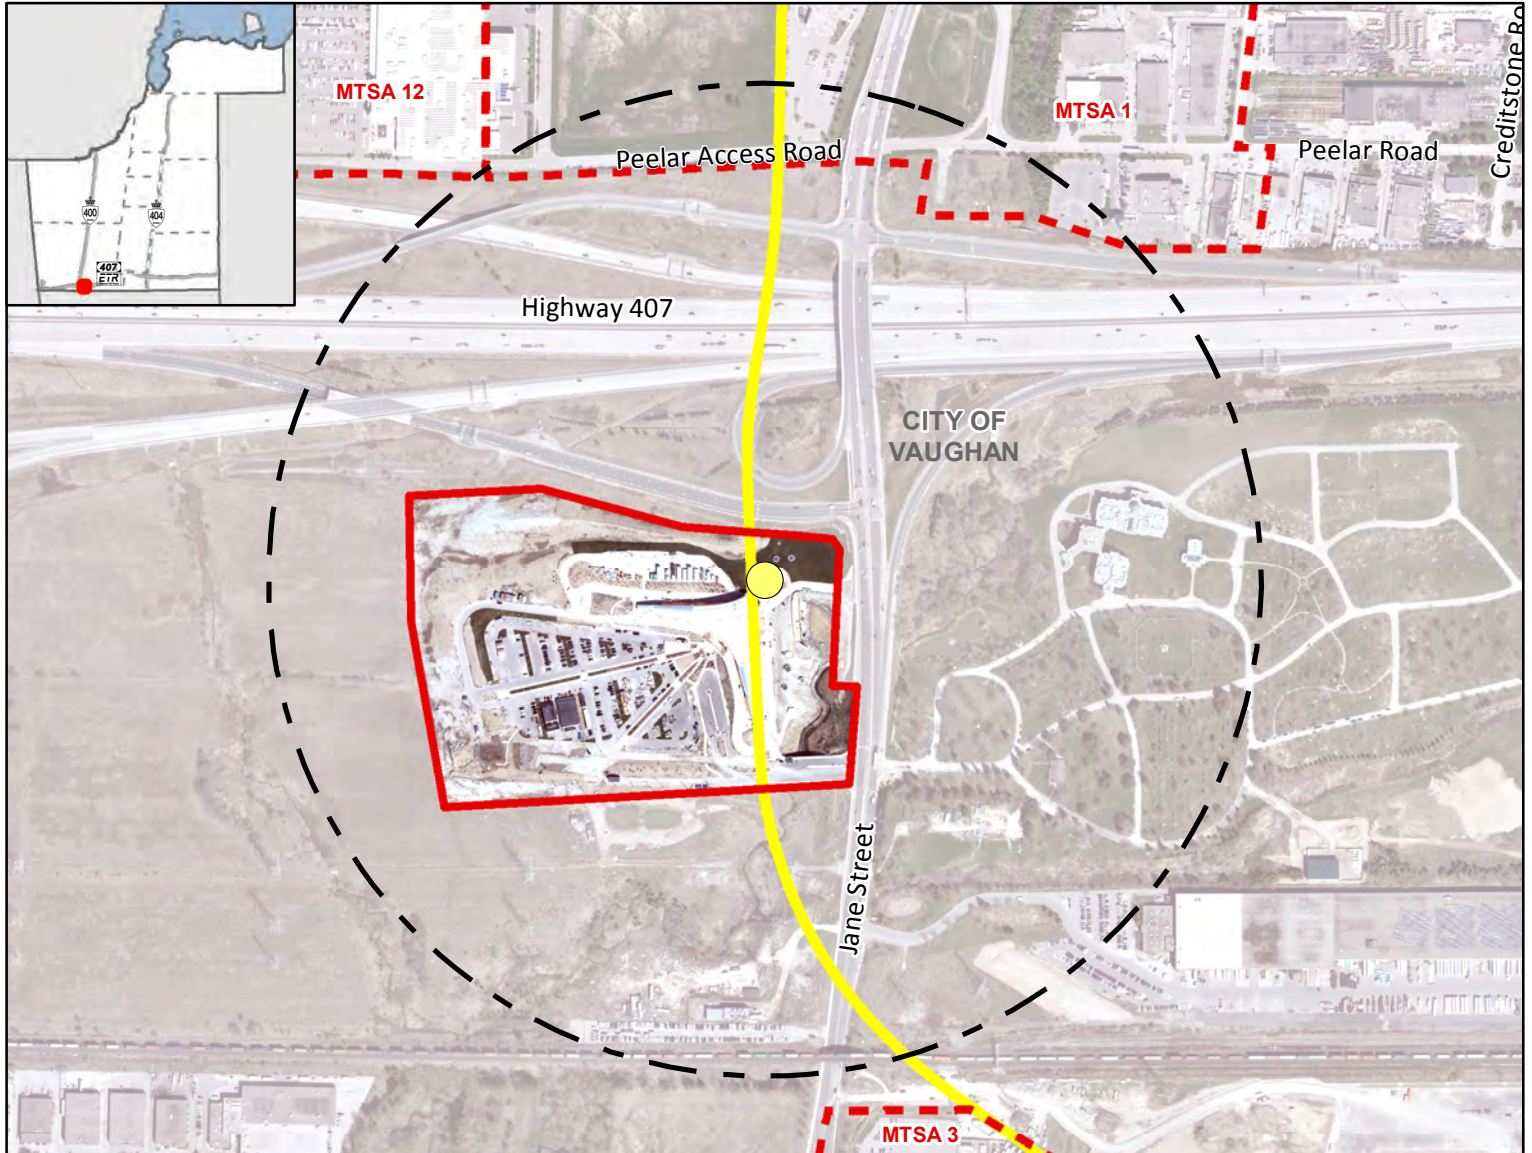 MTSA 12
MTSA 1
Peelar Access Road
Peelar Road
Creditstone
400
404
407
ETR
Highway 407
CITY OF
VAUGHAN
Jane Street
MTSA 3